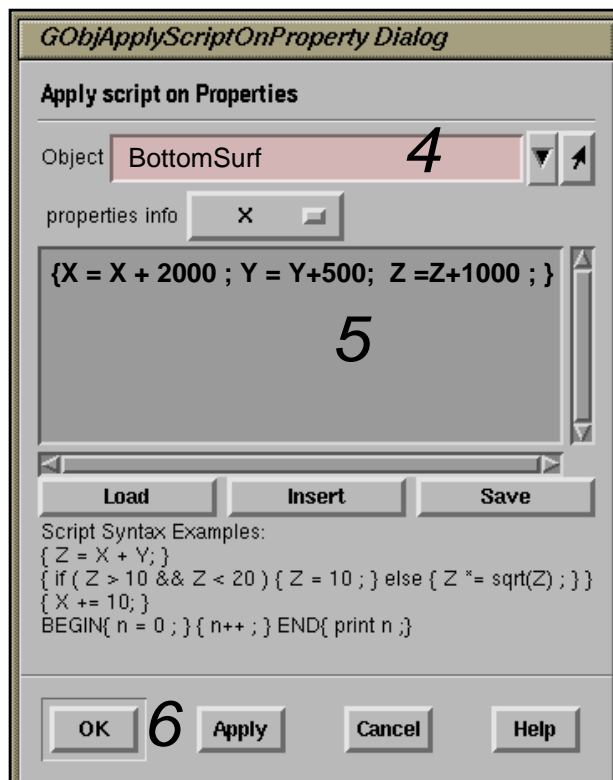 GObjApplyScriptOnProperty Dialog
Apply script on Properties
Object BottomSurf 4
properties info X
{X = X + 2000 ; Y = Y+500;  Z =Z+1000 ; }
5
Load Insert Save
Script Syntax Examples:
{ Z = X + Y; }
{ if ( Z > 10 && Z < 20 ) { Z = 10 ; } else { Z *= sqrt(Z) ; } }
{ X += 10; }
BEGIN{ n = 0 ; } { n++ ; } END{ print n ;}
OK 6 Apply Cancel Help